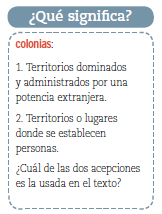 ¿Qué significa?
colonias:
1. Territorios dominados
y administrados por una
potencia extranjera.
2. Territorios o lugares
donde se establecen
personas.
¿Cuál de las dos acepciones
es la usada en el texto?